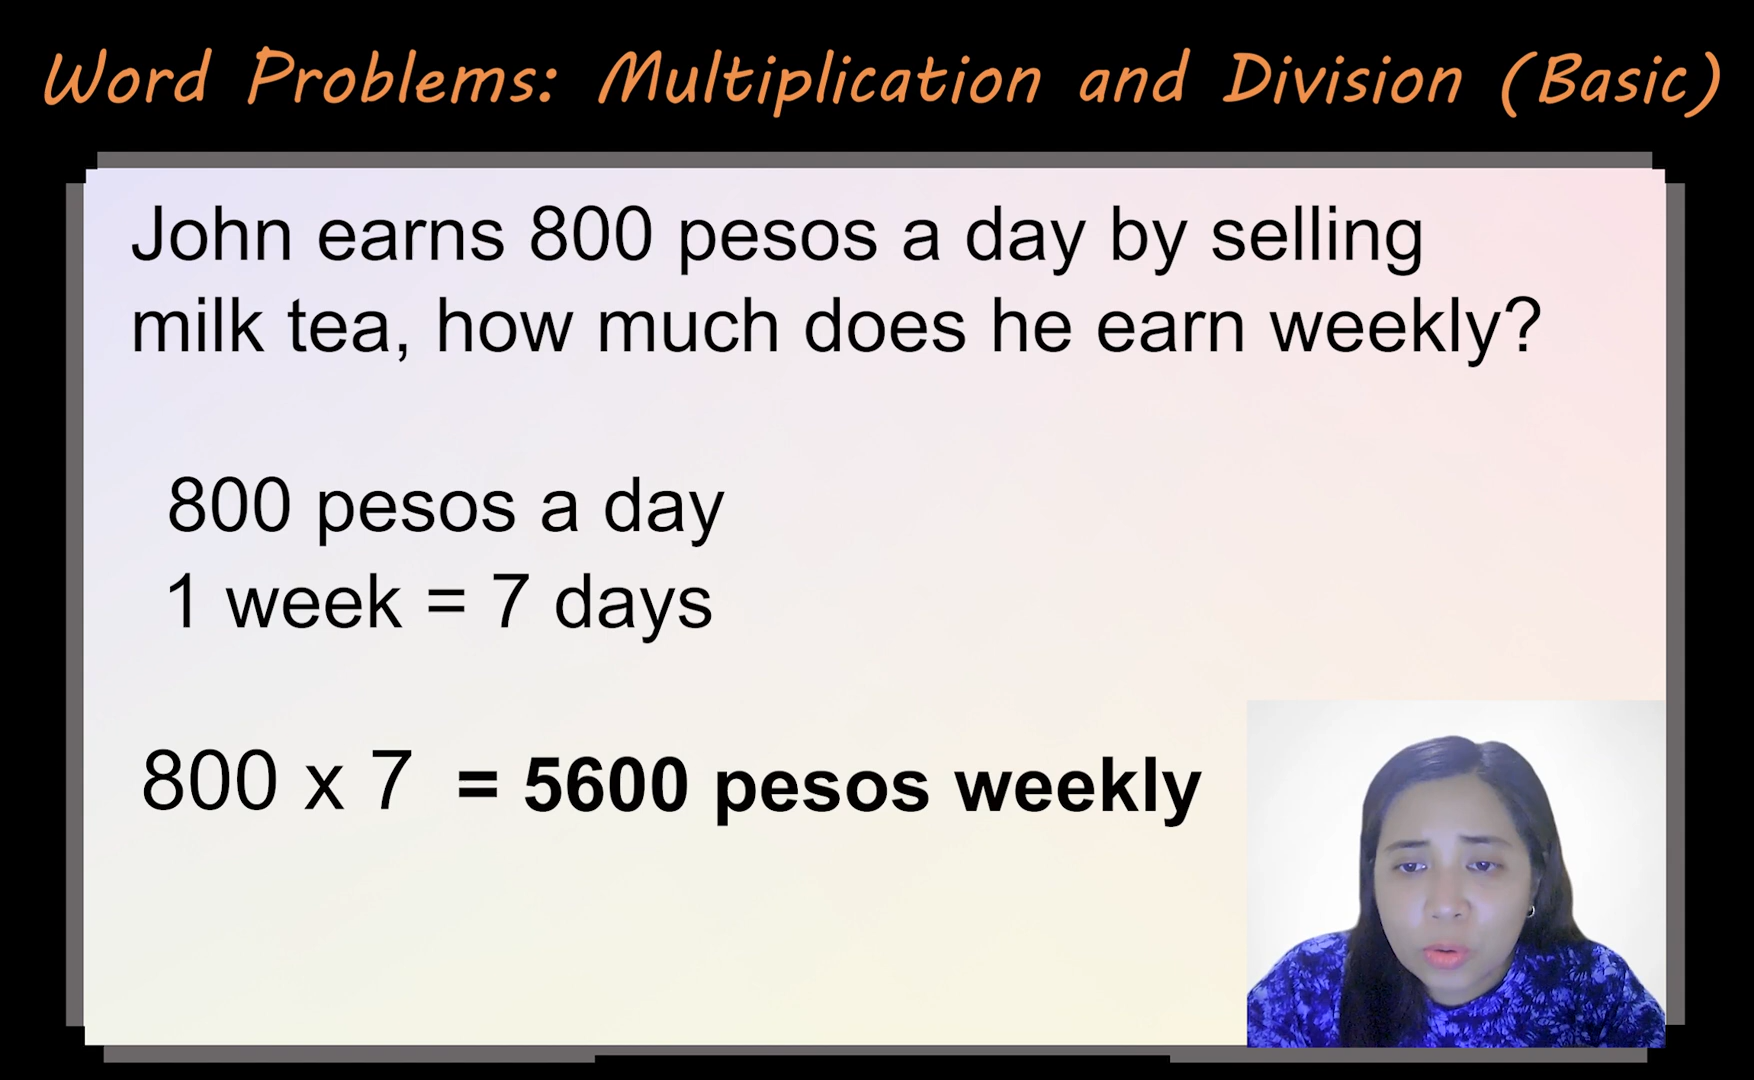 Word Problems: Multiplication and Division (Basic)
John earns 800 pesos a day by selling
milk tea, how much does he earn weekly?
800 pesos a day
1 week = 7 days
800 x 7 = 5600 pesos weekly